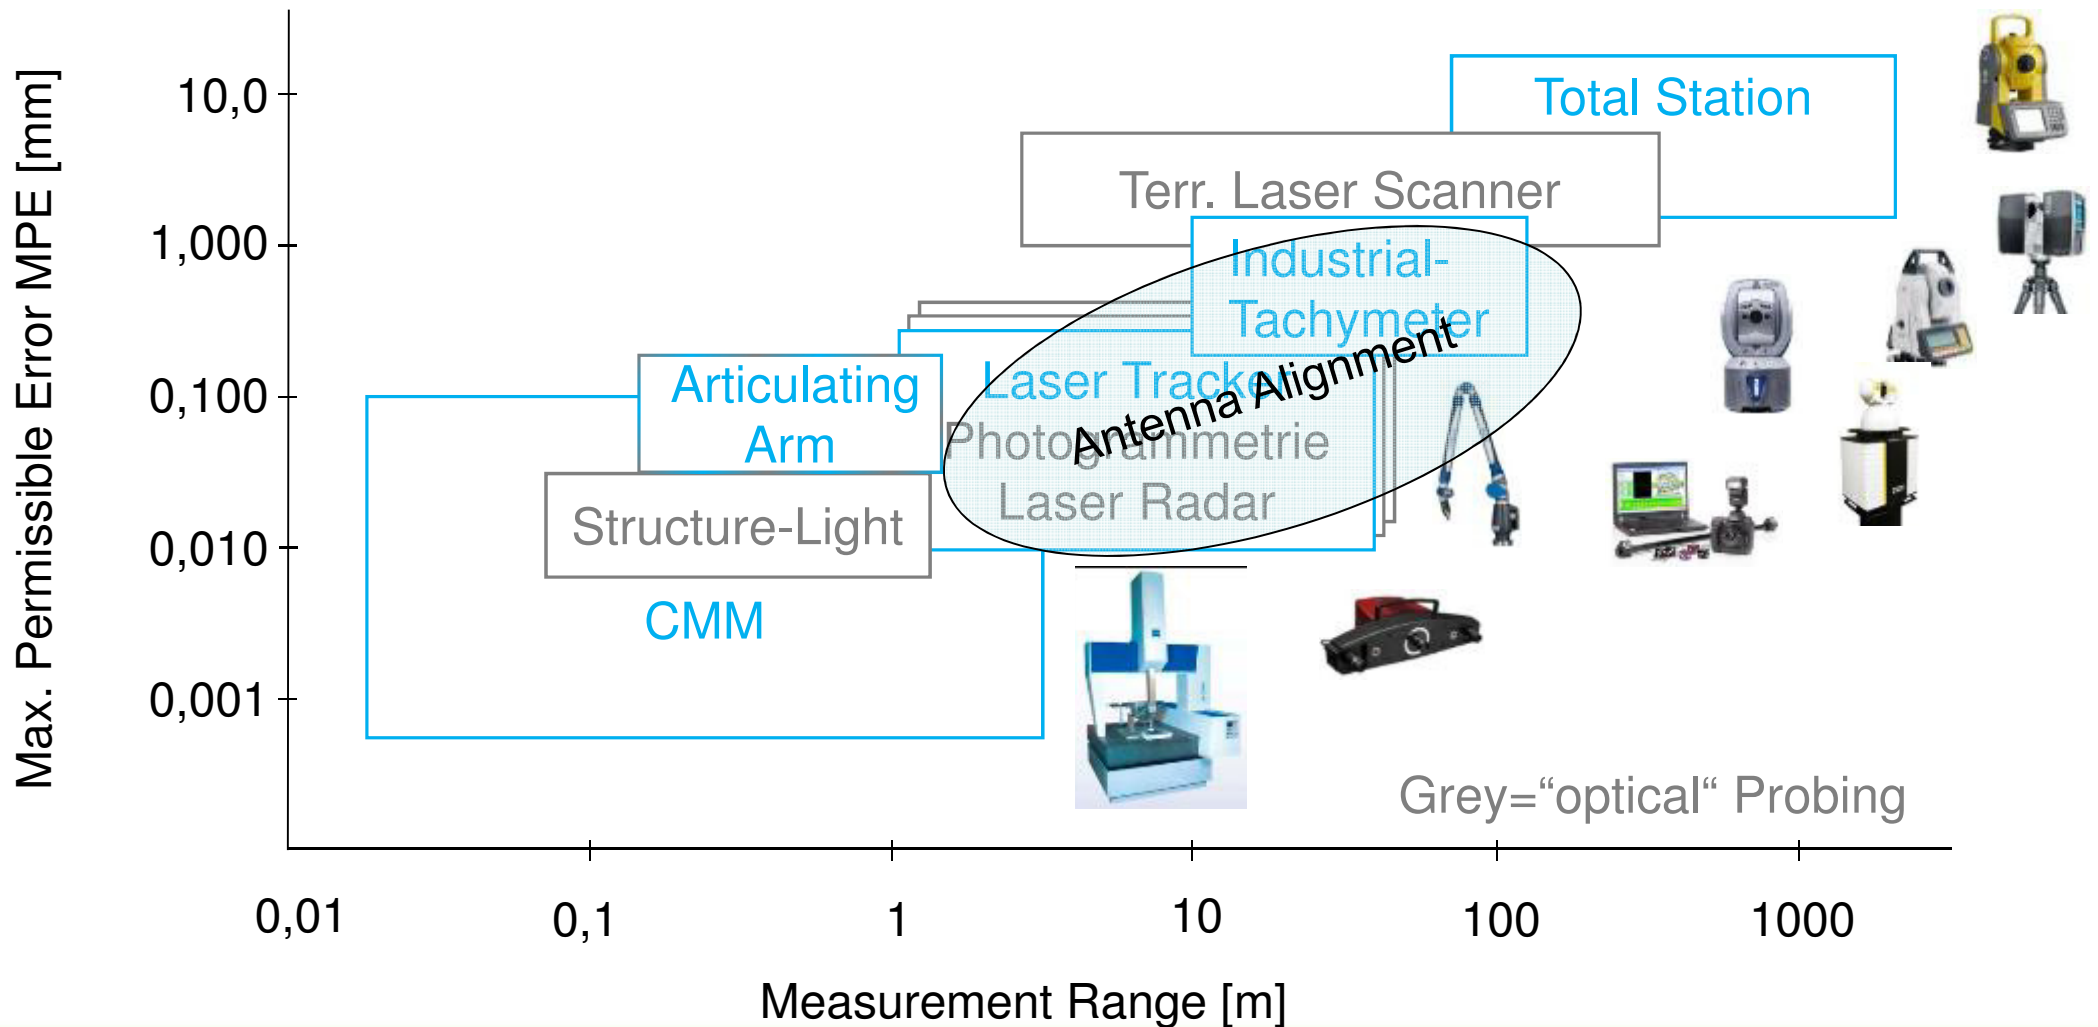 Max. Permissible Error MPE [mm]
10,0
1,000
0,100
0,010
0,001
Total Station
Terr. Laser Scanner
Industrial-
Tachymeter
Articulating
Arm
Laser Tracker
Antenna Alignment
Photogrammetrie
Laser Radar
Structure-Light
CMM
Grey=“optical“ Probing
0,01
0,1
1
10
100
1000
Measurement Range [m]